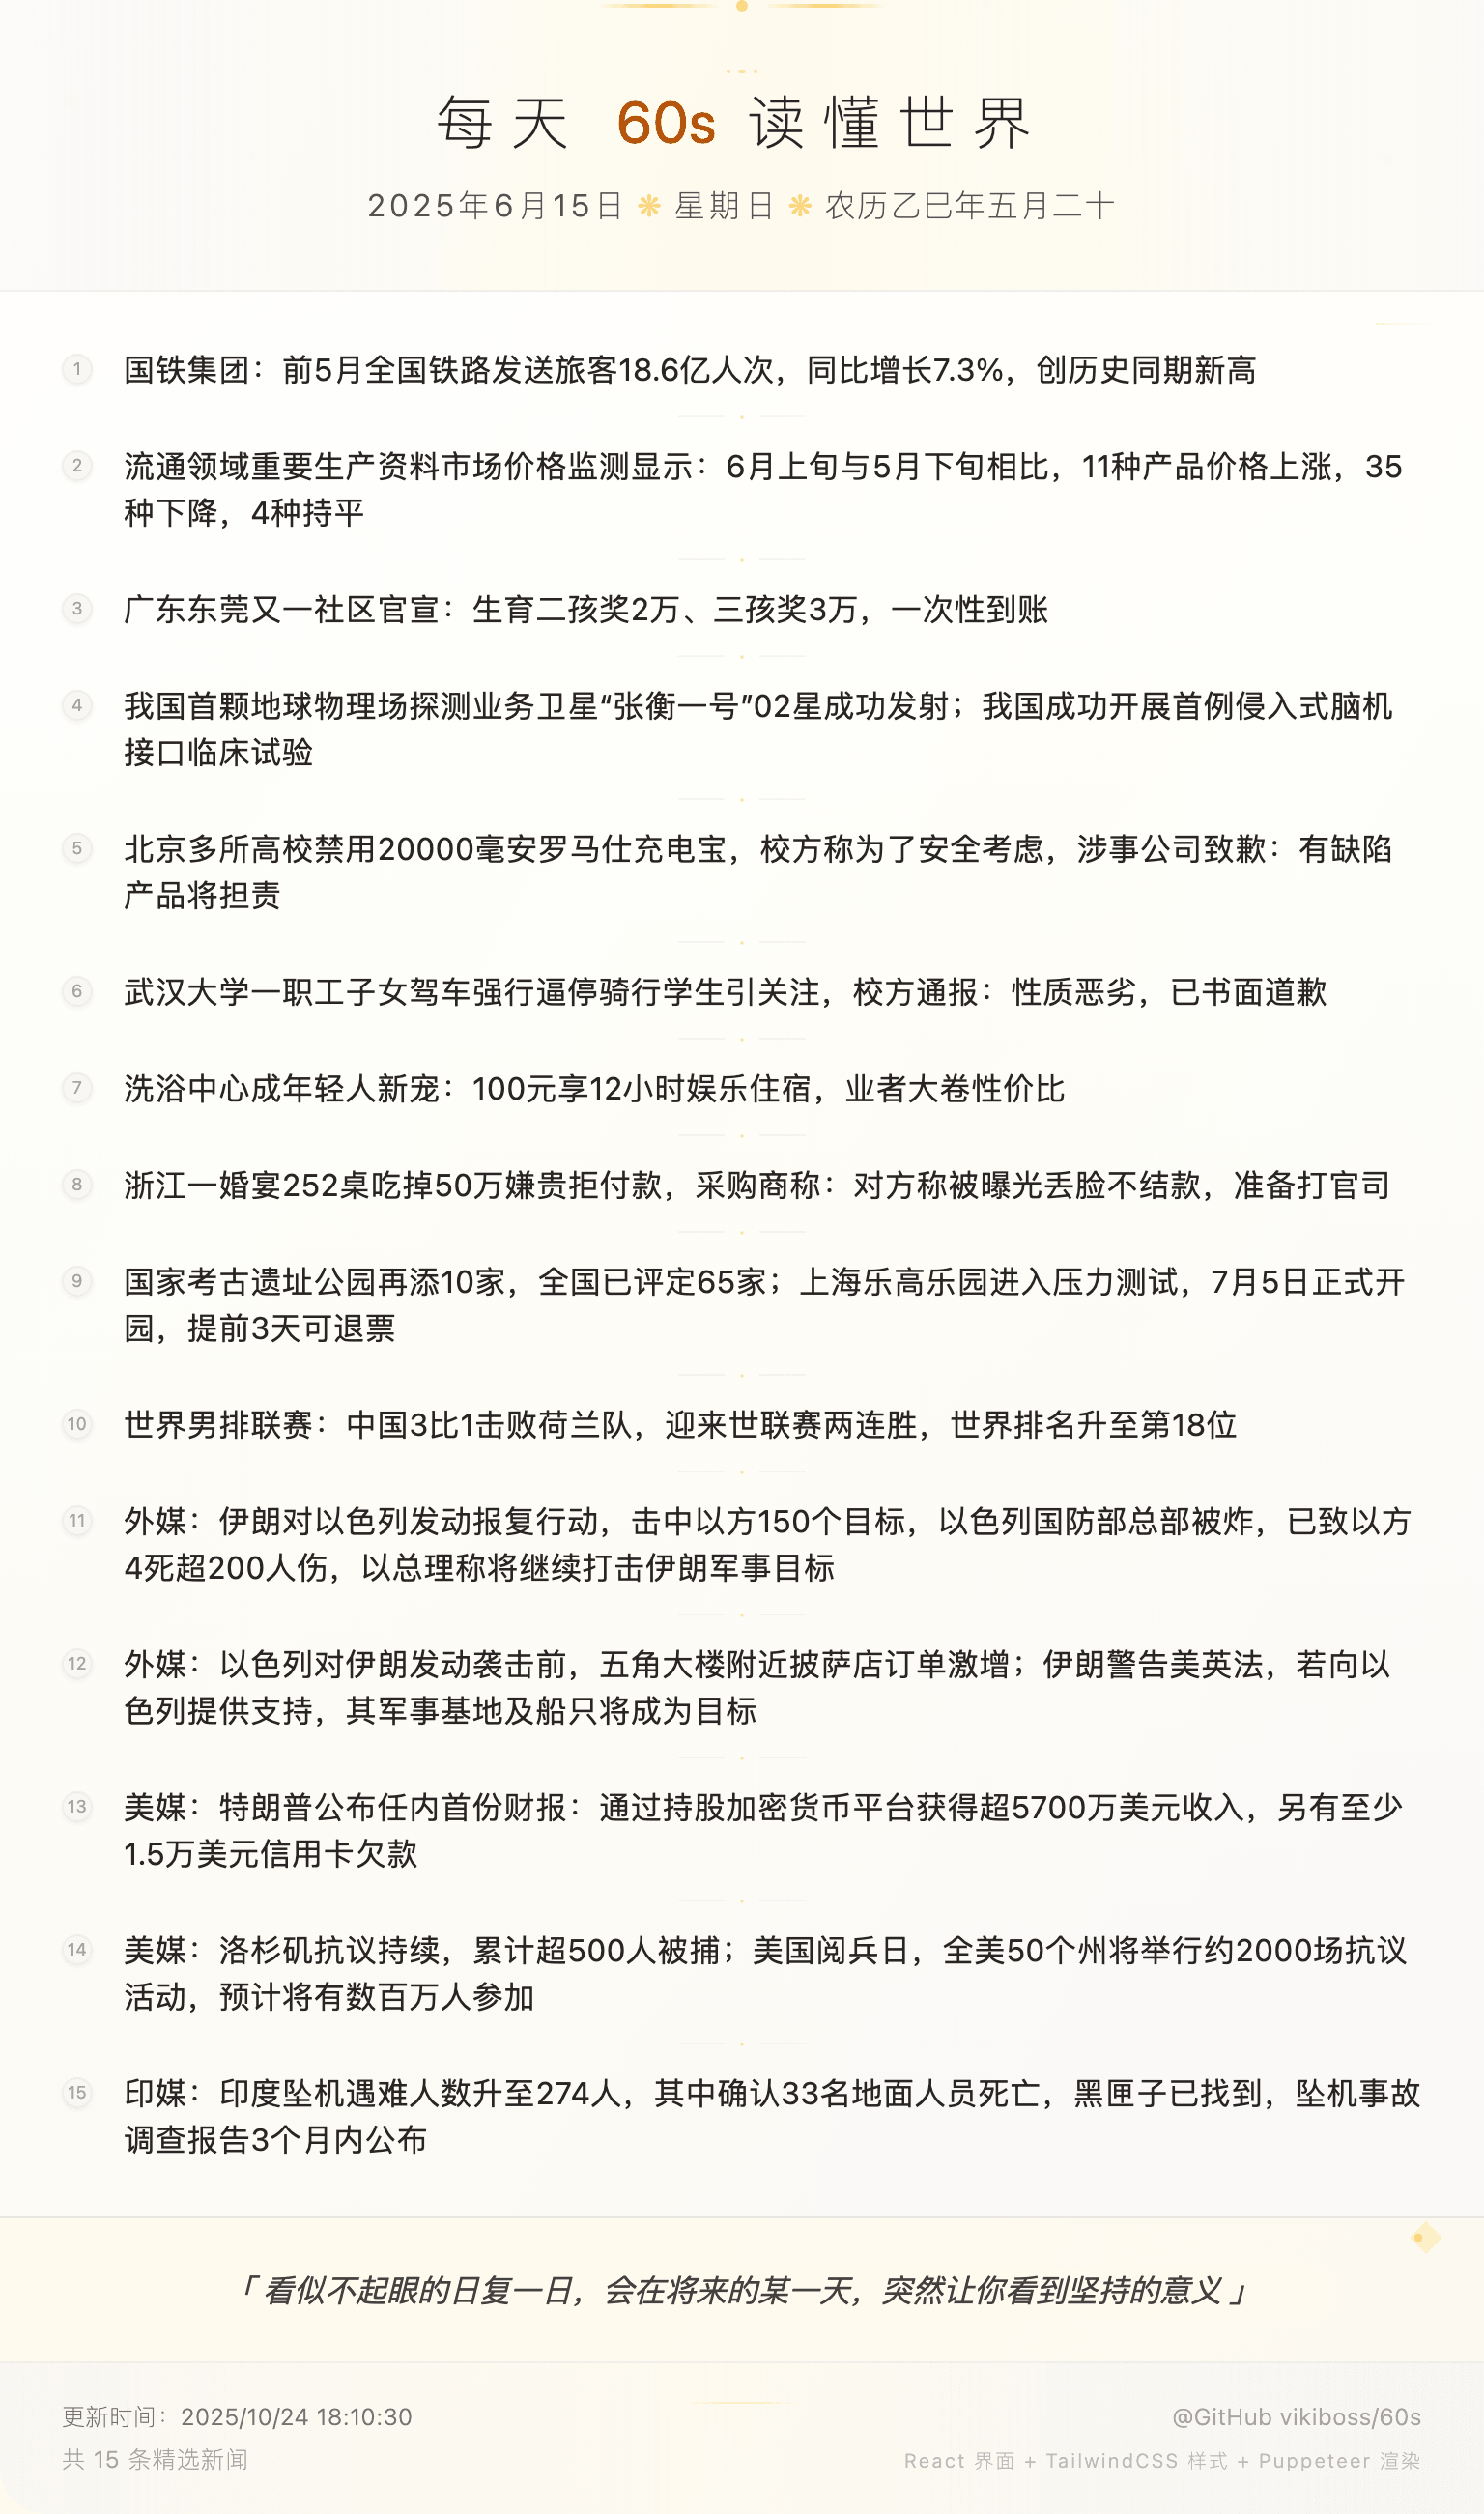 每天 60s 读懂世界
2025年6月15日 ❋ 星期日 ❋ 农历乙巳年五月二十
1 国铁集团：前5月全国铁路发送旅客18.6亿人次，同比增长7.3%，创历史同期新高
2 流通领域重要生产资料市场价格监测显示：6月上旬与5月下旬相比，11种产品价格上涨，35
种下降，4种持平
3 广东东莞又一社区官宣：生育二孩奖2万、三孩奖3万，一次性到账
4 我国首颗地球物理场探测业务卫星“张衡一号”02星成功发射；我国成功开展首例侵入式脑机
接口临床试验
5 北京多所高校禁用20000毫安罗马仕充电宝，校方称为了安全考虑，涉事公司致歉：有缺陷
产品将担责
6 武汉大学一职工子女驾车强行逼停骑行学生引关注，校方通报：性质恶劣，已书面道歉
7 洗浴中心成年轻人新宠：100元享12小时娱乐住宿，业者大卷性价比
8 浙江一婚宴252桌吃掉50万嫌贵拒付款，采购商称：对方称被曝光丢脸不结款，准备打官司
9 国家考古遗址公园再添10家，全国已评定65家；上海乐高乐园进入压力测试，7月5日正式开
园，提前3天可退票
10 世界男排联赛：中国3比1击败荷兰队，迎来世联赛两连胜，世界排名升至第18位
11 外媒：伊朗对以色列发动报复行动，击中以方150个目标，以色列国防部总部被炸，已致以方
4死超200人伤，以总理称将继续打击伊朗军事目标
12 外媒：以色列对伊朗发动袭击前，五角大楼附近披萨店订单激增；伊朗警告美英法，若向以
色列提供支持，其军事基地及船只将成为目标
13 美媒：特朗普公布任内首份财报：通过持股加密货币平台获得超5700万美元收入，另有至少
1.5万美元信用卡欠款
14 美媒：洛杉矶抗议持续，累计超500人被捕；美国阅兵日，全美50个州将举行约2000场抗议
活动，预计将有数百万人参加
15 印媒：印度坠机遇难人数升至274人，其中确认33名地面人员死亡，黑匣子已找到，坠机事故
调查报告3个月内公布
「 看似不起眼的日复一日，会在将来的某一天，突然让你看到坚持的意义 」
更新时间：2025/10/24 18:10:30
@GitHub vikiboss/60s
共 15 条精选新闻
React 界面 + TailwindCSS 样式 + Puppeteer 渲染